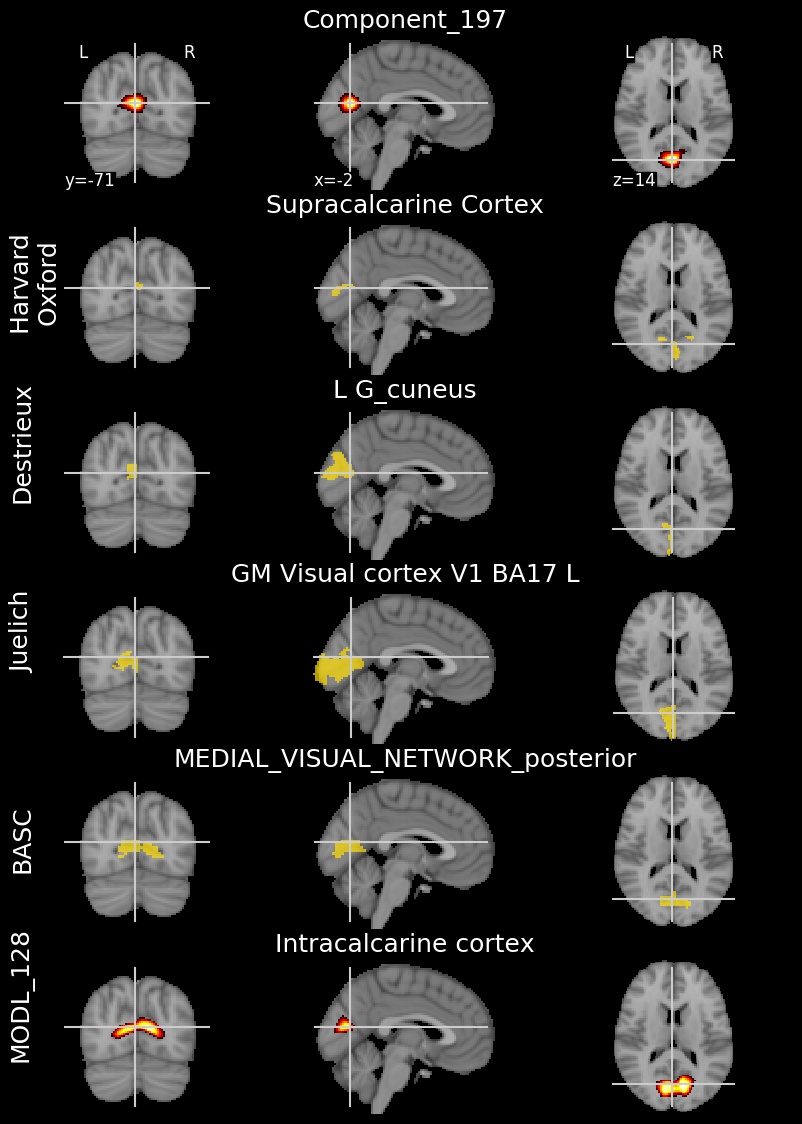 Component_197
L R
L R
y=-71
x=-2
z=14
Supracalcarine Cortex
Harvard
Oxford
L G_cuneus
Destrieux
GM Visual cortex V1 BA17 L
Juelich
MEDIAL_VISUAL_NETWORK_posterior
BASC
Intracalcarine cortex
MODL_128